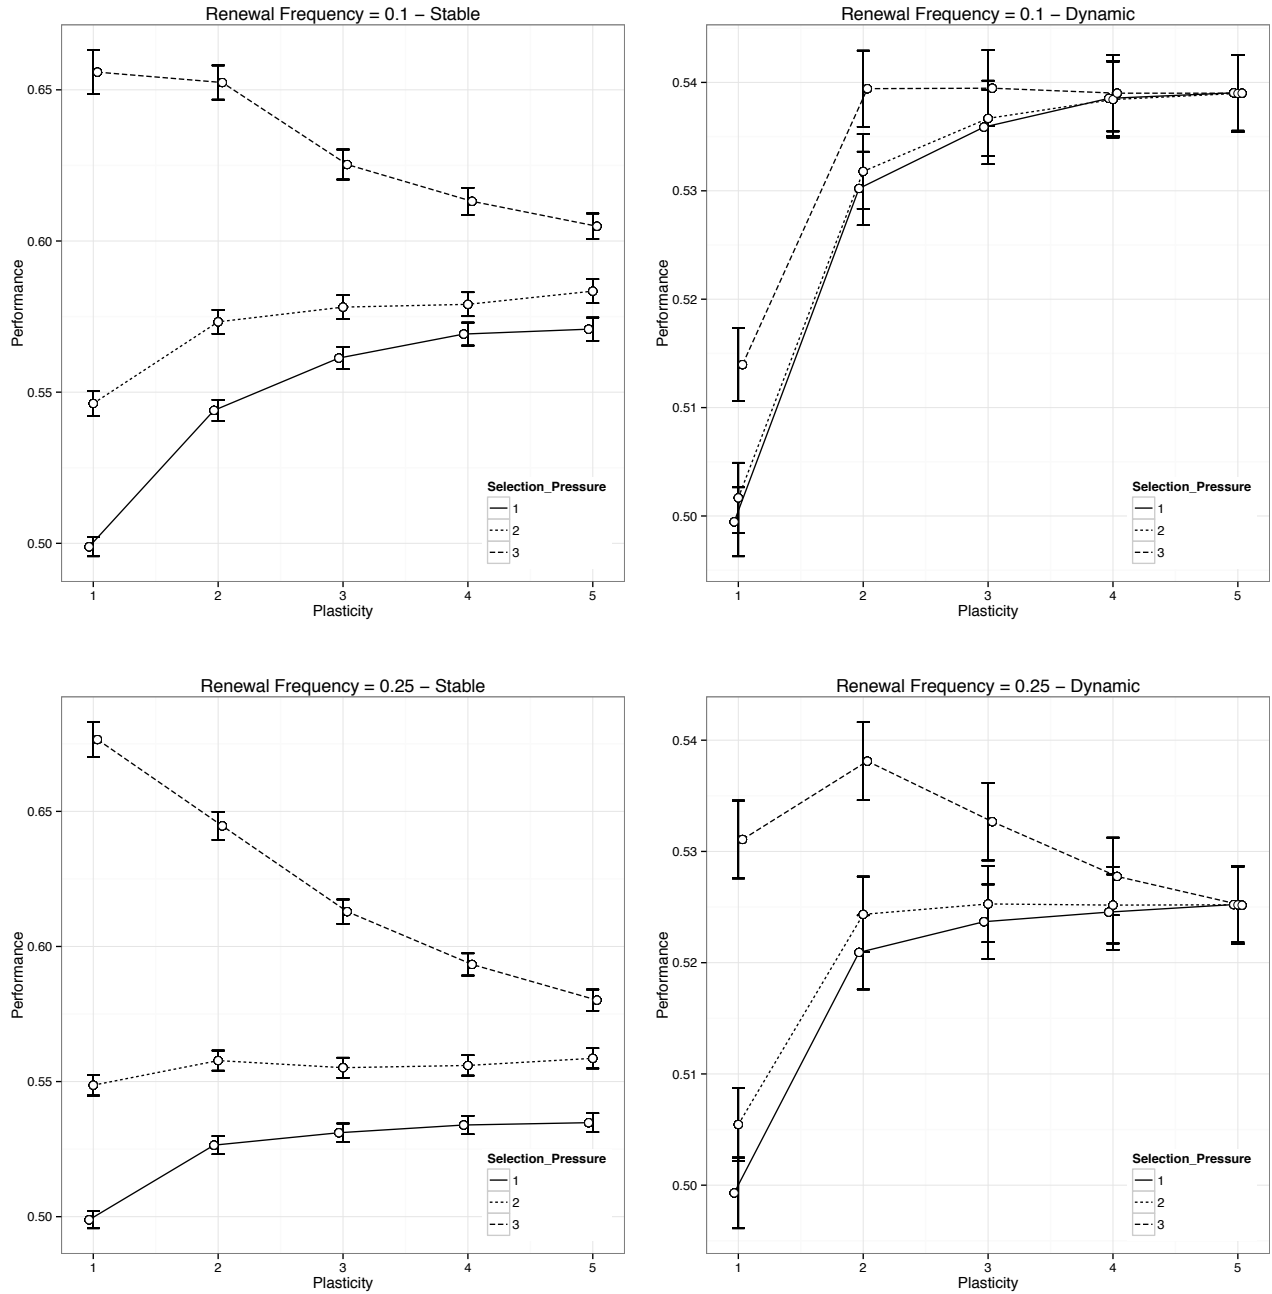 Renewal Frequency = 0.1 − Stable
0.65
0.60
0.55
0.50
Performance
1 2 3 4 5
Plasticity
Selection_Pressure
1
2
3
Renewal Frequency = 0.1 − Dynamic
0.54
0.53
0.52
0.51
0.50
Performance
1 2 3 4 5
Plasticity
Selection_Pressure
1
2
3
Renewal Frequency = 0.25 − Stable
0.65
0.60
0.55
0.50
Performance
1 2 3 4 5
Plasticity
Selection_Pressure
1
2
3
Renewal Frequency = 0.25 − Dynamic
0.54
0.53
0.52
0.51
0.50
Performance
1 2 3 4 5
Plasticity
Selection_Pressure
1
2
3